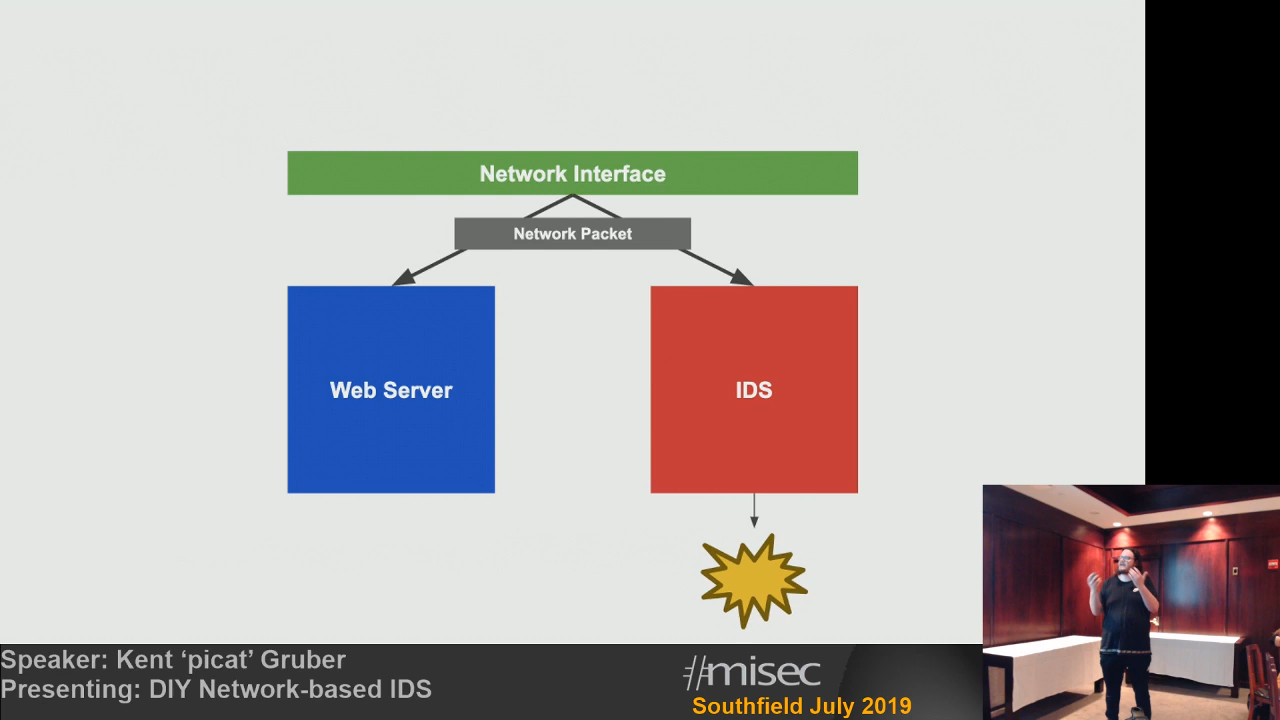 Network Interface
Network Packet
Web Server
IDS
Speaker: Kent ‘picat’ Gruber
Presenting: DIY Network-based IDS
#misec
Southfield July 2019